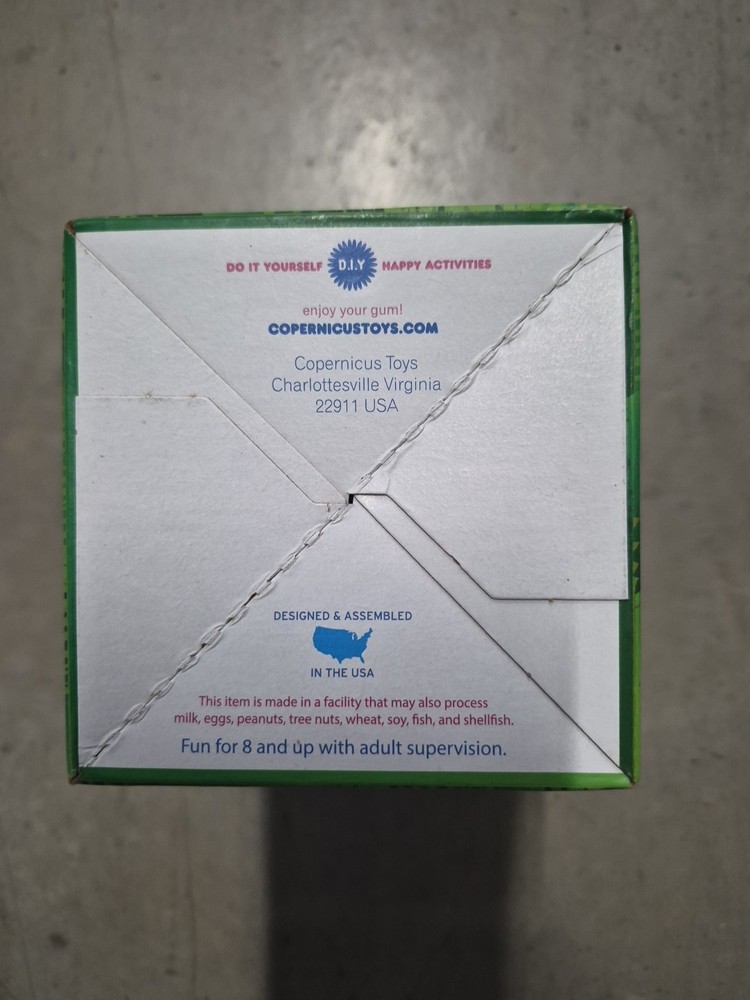 DO IT YOURSELF D.I.Y HAPPY ACTIVITIES
enjoy your gum!
COPERNICUSTOYS.COM
Copernicus Toys
Charlottesville Virginia
22911 USA
DESIGNED & ASSEMBLED
IN THE USA
This item is made in a facility that may also process
milk, eggs, peanuts, tree nuts, wheat, soy, fish, and shellfish.
Fun for 8 and up with adult supervision.